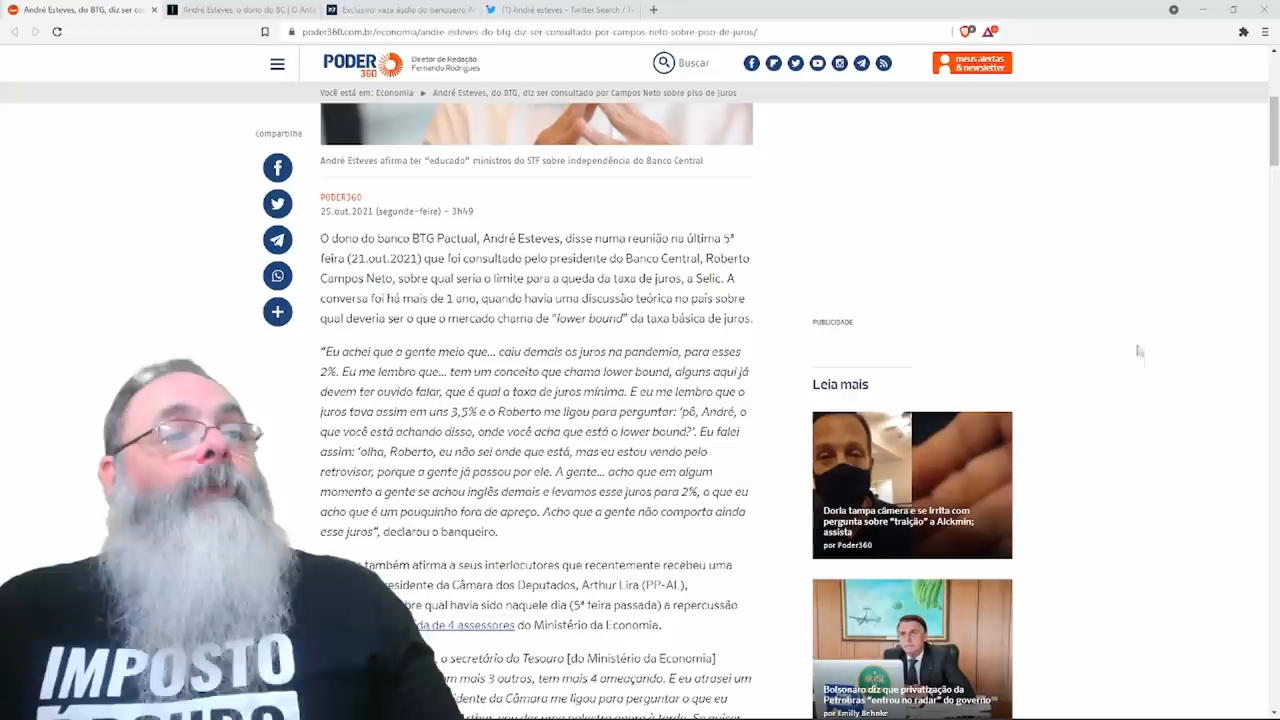 André Esteves, do BTG, diz ser co
André Esteves, o dono do BC | O Anta
Exclusivo: vaza áudio do banqueiro A
(1) André esteves - Twitter Search / T
poder360.com.br/economia/andre-esteves-do-btg-diz-ser-consultado-por-campos-neto-sobre-piso-de-juros/
PODER
360
Diretor de Redação
Fernando Rodrigues
Buscar
meus alertas
& newsletter
Você está em: Economia ► André Esteves, do BTG, diz ser consultado por Campos Neto sobre piso de juros
Compartilhe
André Esteves afirma ter "educado" ministros do STF sobre independência do Banco Central
PODER360
25.out.2021 (segunda-feira) - 3h49
O dono do banco BTG Pactual, André Esteves, disse numa reunião na última 5ª
feira (21.out.2021) que foi consultado pelo presidente do Banco Central, Roberto
Campos Neto, sobre qual seria o limite para a queda da taxa de juros, a Selic. A
conversa foi há mais de 1 ano, quando havia uma discussão teórica no país sobre
qual deveria ser o que o mercado chama de "lower bound" da taxa básica de juros.
"Eu achei que a gente meio que... caiu demais os juros na pandemia, para esses
2%. Eu me lembro que... tem um conceito que chama lower bound, alguns aqui já
devem ter ouvido falar, que é qual a taxa de juros mínima. E eu me lembro que o
juros tava assim em uns 3,5% e o Roberto me ligou para perguntar: 'pô, André, o
que você está achando disso, onde você acha que está o lower bound?'. Eu falei
assim: 'olha, Roberto, eu não sei onde que está, mas eu estou vendo pelo
retrovisor, porque a gente já passou por ele. A gente... acho que em algum
momento a gente se achou inglês demais e levamos esse juros para 2%, o que eu
acho que é um pouquinho fora de apreço. Acho que a gente não comporta ainda
esse juros", declarou o banqueiro.
também afirma a seus interlocutores que recentemente recebeu uma
residente da Câmara dos Deputados, Arthur Lira (PP-AL),
bre qual havia sido naquele dia (5ª feira passada) a repercussão
da de 4 assessores do Ministério da Economia.
, o secretário do Tesouro [do Ministério da Economia]
m mais 3 outros, tem mais 4 ameaçando. E eu atrasei um
idente da Câmara me ligou para perguntar o que eu
PUBLICIDADE
Leia mais
Doria tampa câmera e se irrita com
pergunta sobre "traição" a Alckmin;
assista
por Poder360
Bolsonaro diz que privatização da
Petrobras "entrou no radar" do governo
por Emilly Behnke
IMPOSTO